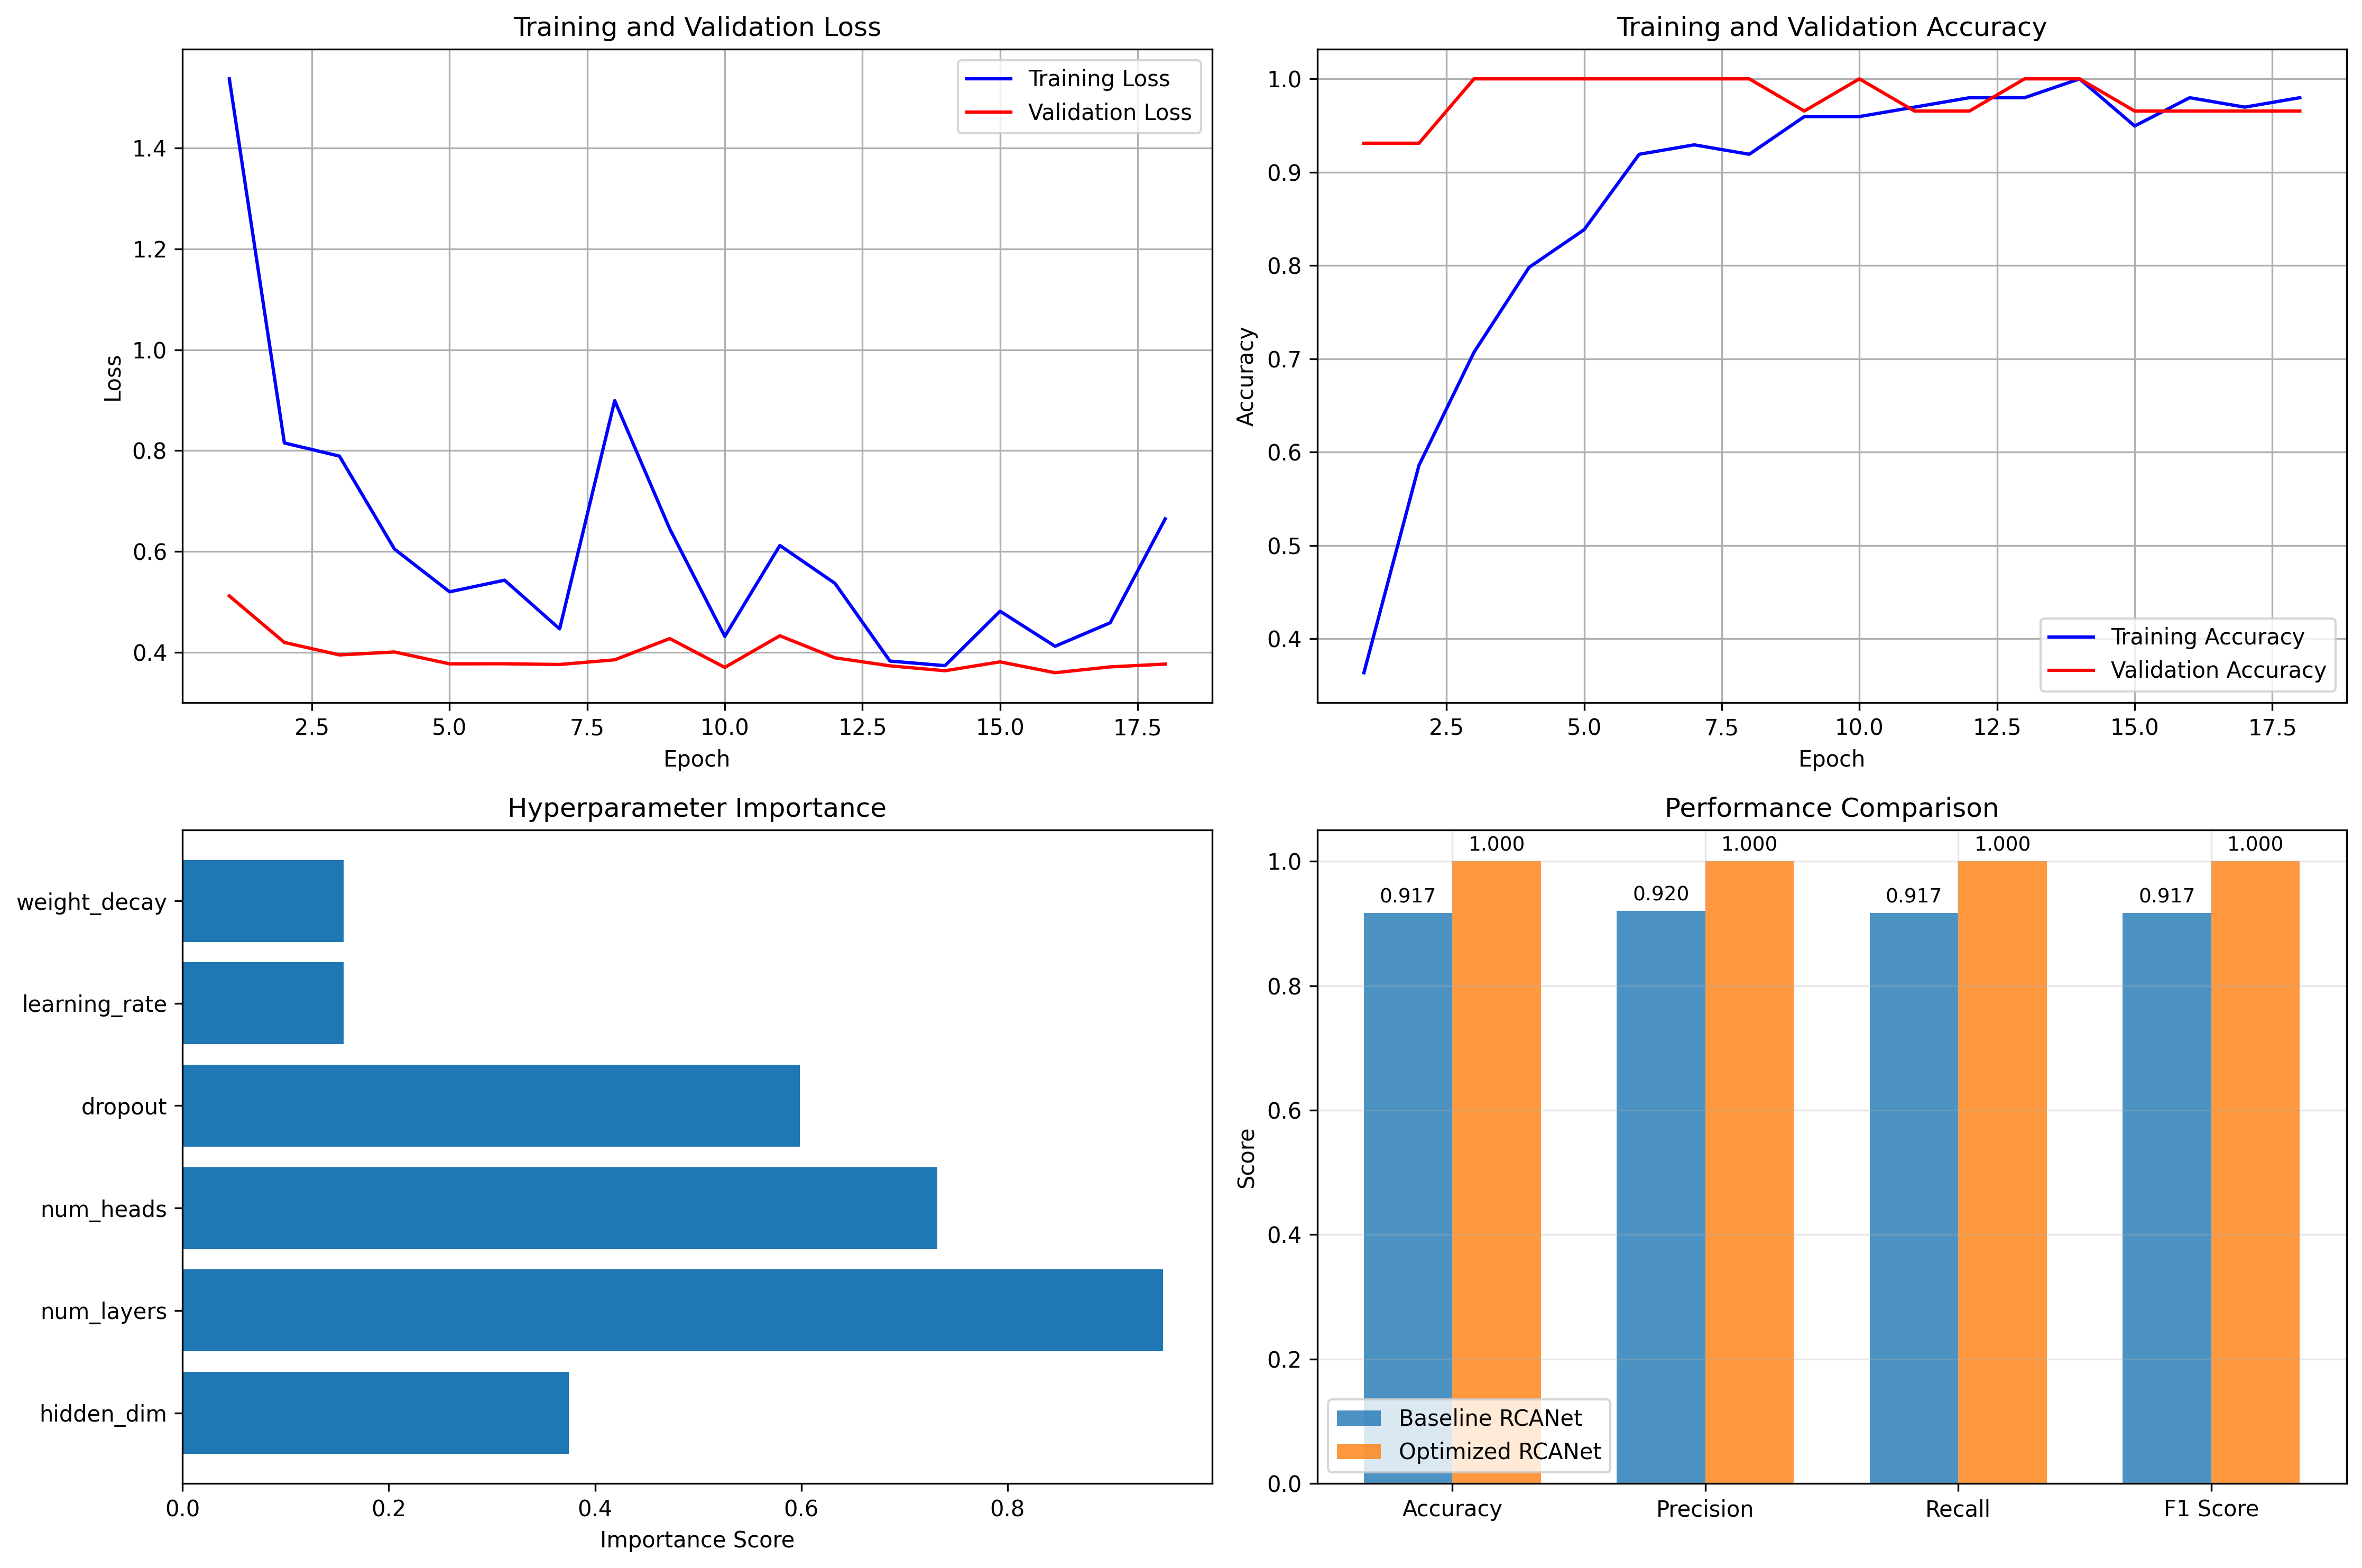 Training and Validation Loss
Training Loss
Validation Loss
Loss
1.4
1.2
1.0
0.8
0.6
0.4
2.5 5.0 7.5 10.0 12.5 15.0 17.5
Epoch
Training and Validation Accuracy
Accuracy
1.0
0.9
0.8
0.7
0.6
0.5
0.4
Training Accuracy
Validation Accuracy
2.5 5.0 7.5 10.0 12.5 15.0 17.5
Epoch
Hyperparameter Importance
weight_decay
learning_rate
dropout
num_heads
num_layers
hidden_dim
0.0 0.2 0.4 0.6 0.8
Importance Score
Performance Comparison
Score
1.0
0.8
0.6
0.4
0.2
0.0
0.917 1.000 0.920 1.000 0.917 1.000 0.917 1.000
Baseline RCANet
Optimized RCANet
Accuracy Precision Recall F1 Score